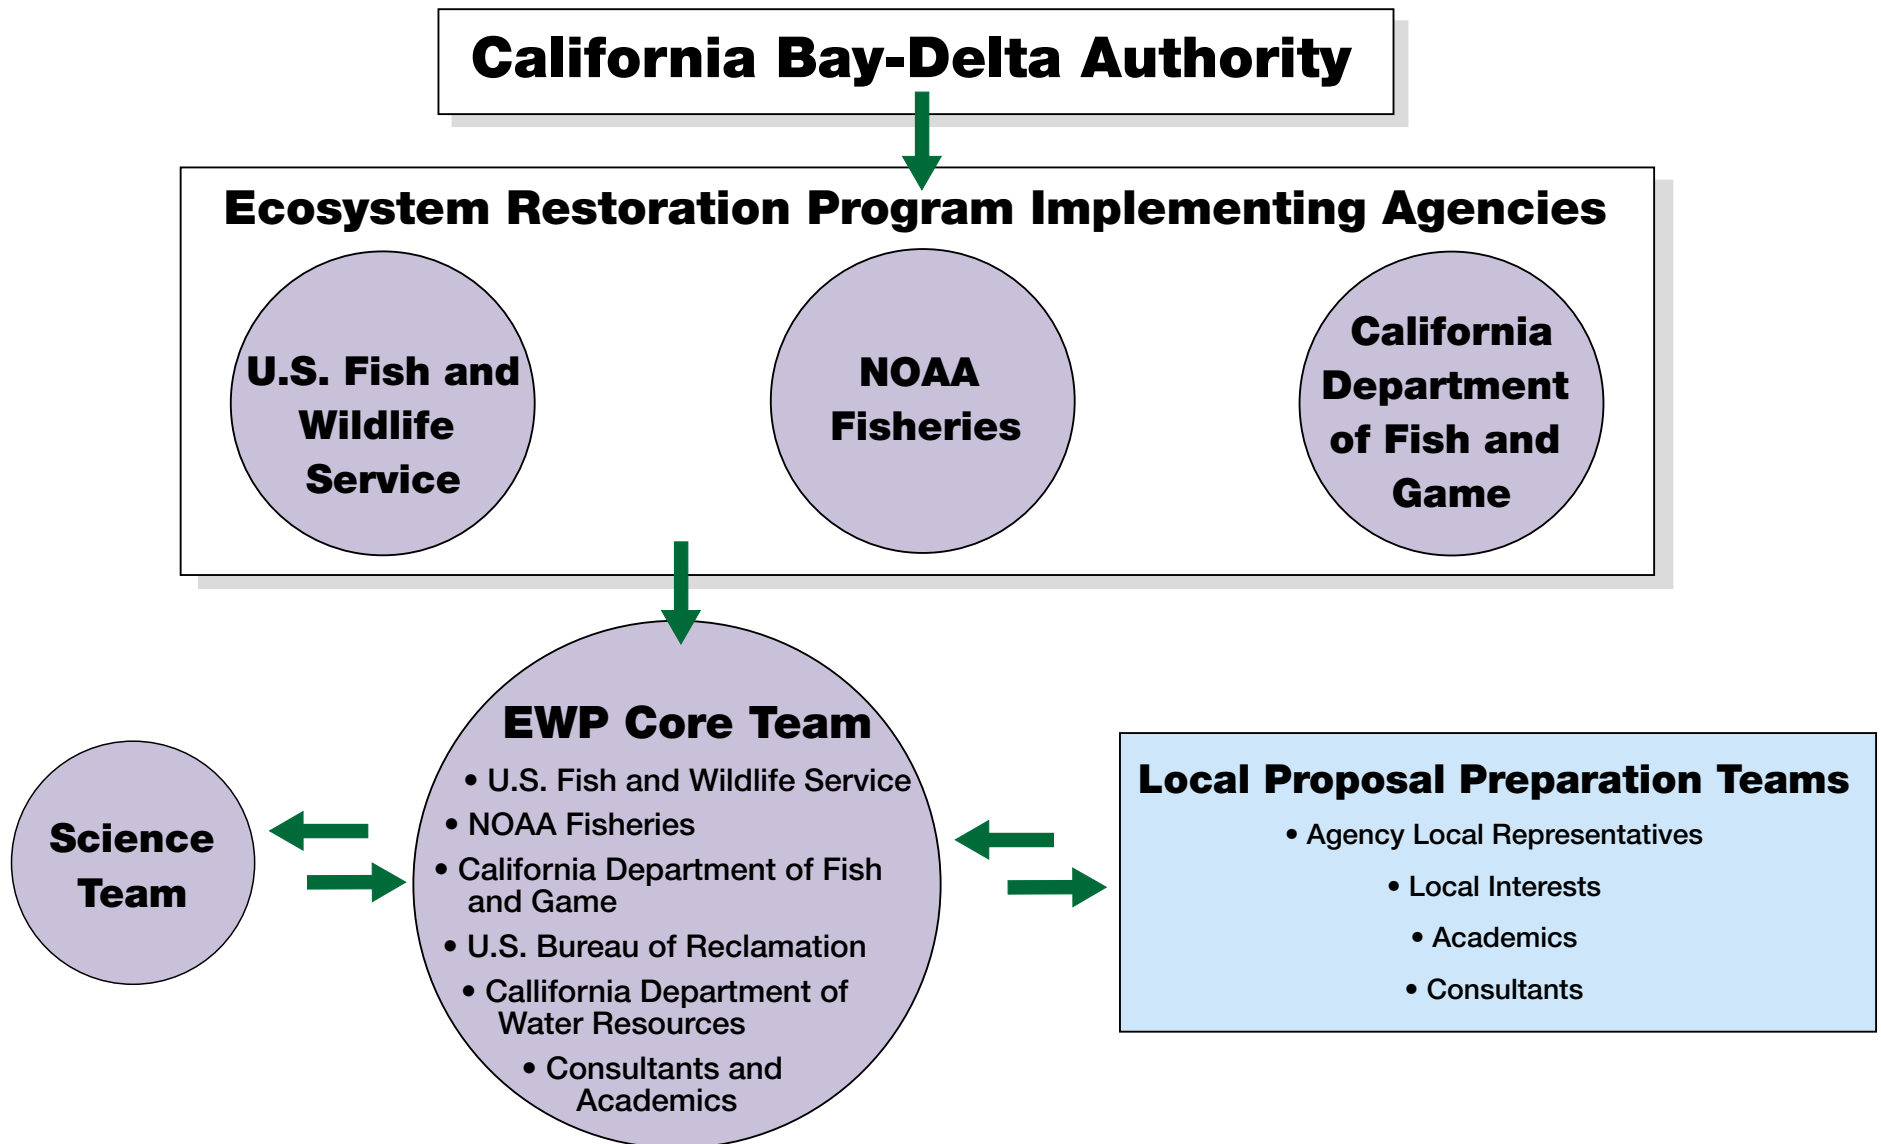 California Bay-Delta Authority
Ecosystem Restoration Program Implementing Agencies
U.S. Fish and
Wildlife
Service
NOAA
Fisheries
California
Department
of Fish and
Game
Science
Team
EWP Core Team
• U.S. Fish and Wildlife Service
• NOAA Fisheries
• California Department of Fish
and Game
• U.S. Bureau of Reclamation
• Callifornia Department of
Water Resources
• Consultants and
Academics
Local Proposal Preparation Teams
• Agency Local Representatives
• Local Interests
• Academics
• Consultants